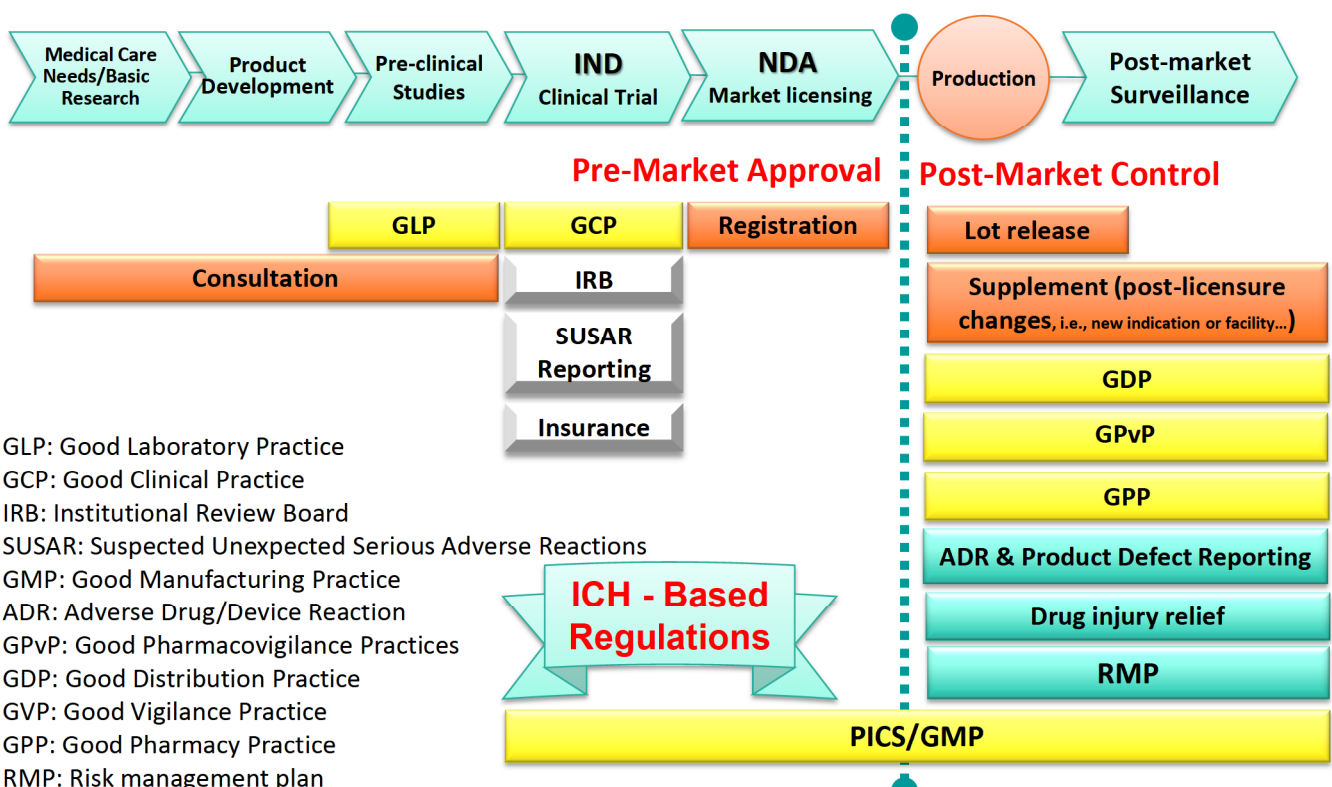 Medical Care
Needs/Basic
Research
Product
Development
Pre-clinical
Studies
IND
Clinical Trial
NDA
Market licensing
Production
Post-market
Surveillance
Pre-Market Approval
Post-Market Control
GLP
GCP
Registration
Lot release
Consultation
IRB
Supplement (post-licensure
changes, i.e., new indication or facility...)
SUSAR
Reporting
GDP
Insurance
GPvP
GPP
ADR & Product Defect Reporting
Drug injury relief
RMP
GLP: Good Laboratory Practice
GCP: Good Clinical Practice
IRB: Institutional Review Board
SUSAR: Suspected Unexpected Serious Adverse Reactions
GMP: Good Manufacturing Practice
ADR: Adverse Drug/Device Reaction
GPvP: Good Pharmacovigilance Practices
GDP: Good Distribution Practice
GVP: Good Vigilance Practice
GPP: Good Pharmacy Practice
RMP: Risk management plan
ICH - Based
Regulations
PICS/GMP